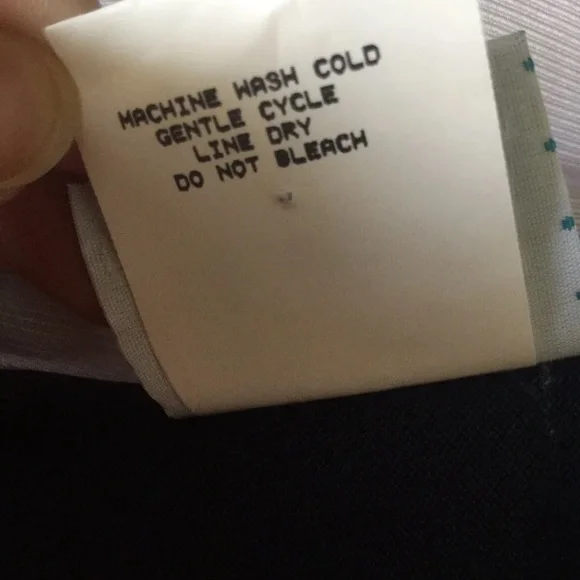 MACHINE WASH COLD
GENTLE CYCLE
LINE DRY
DO NOT BLEACH